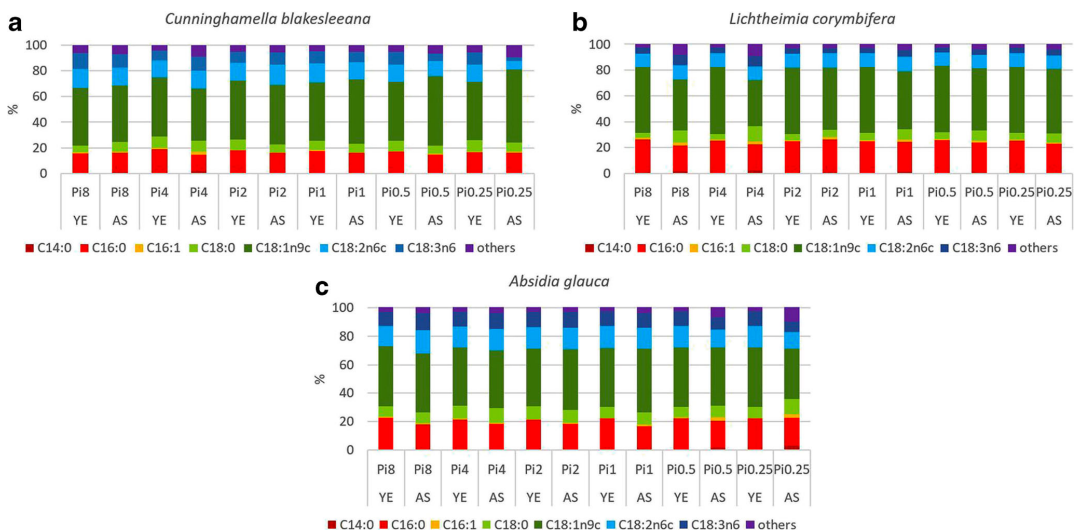 a
Cunninghamella blakesleeana
100
80
60
40
20
0
%
Pi8 Pi8 Pi4 Pi4 Pi2 Pi2 Pi1 Pi1 Pi0.5 Pi0.5 Pi0.25 Pi0.25
YE AS YE AS YE AS YE AS YE AS YE AS
C14:0 C16:0 C16:1 C18:0 C18:1n9c C18:2n6c C18:3n6 others
b
Lichtheimia corymbifera
100
80
60
40
20
0
%
Pi8 Pi8 Pi4 Pi4 Pi2 Pi2 Pi1 Pi1 Pi0.5 Pi0.5 Pi0.25 Pi0.25
YE AS YE AS YE AS YE AS YE AS YE AS
C14:0 C16:0 C16:1 C18:0 C18:1n9c C18:2n6c C18:3n6 others
c
Absidia glauca
100
80
60
40
20
0
%
Pi8 Pi8 Pi4 Pi4 Pi2 Pi2 Pi1 Pi1 Pi0.5 Pi0.5 Pi0.25 Pi0.25
YE AS YE AS YE AS YE AS YE AS YE AS
C14:0 C16:0 C16:1 C18:0 C18:1n9c C18:2n6c C18:3n6 others